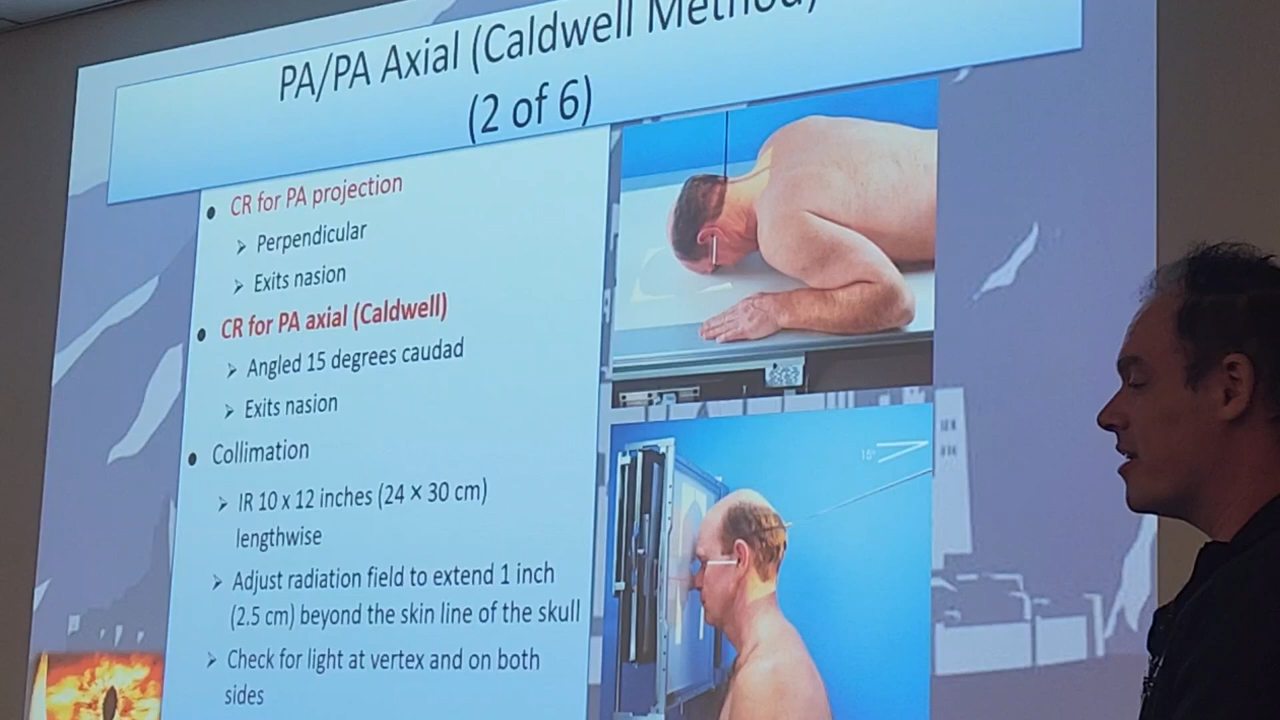 PA/PA Axial (Caldwell Method)
(2 of 6)
CR for PA projection
Perpendicular
Exits nasion
CR for PA axial (Caldwell)
Angled 15 degrees caudad
Exits nasion
Collimation
IR 10 x 12 inches (24 × 30 cm)
lengthwise
Adjust radiation field to extend 1 inch
(2.5 cm) beyond the skin line of the skull
Check for light at vertex and on both
sides
15°